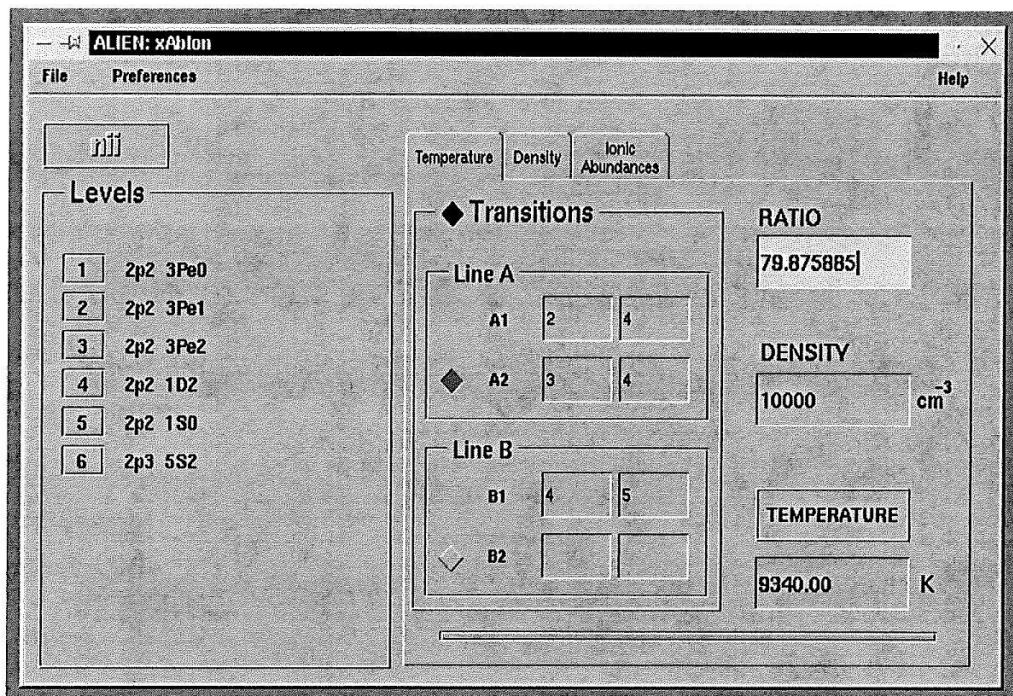 ALIEN: xAblon
File Preferences Help
nii
Levels
1 2p2 3Pe0
2 2p2 3Pe1
3 2p2 3Pe2
4 2p2 1D2
5 2p2 1S0
6 2p3 5S2
Temperature Density Ionic Abundances
Transitions
Line A
A1 2 4
A2 3 4
Line B
B1 4 5
B2
RATIO
79.875885
DENSITY
10000 cm-3
TEMPERATURE
9340.00 K